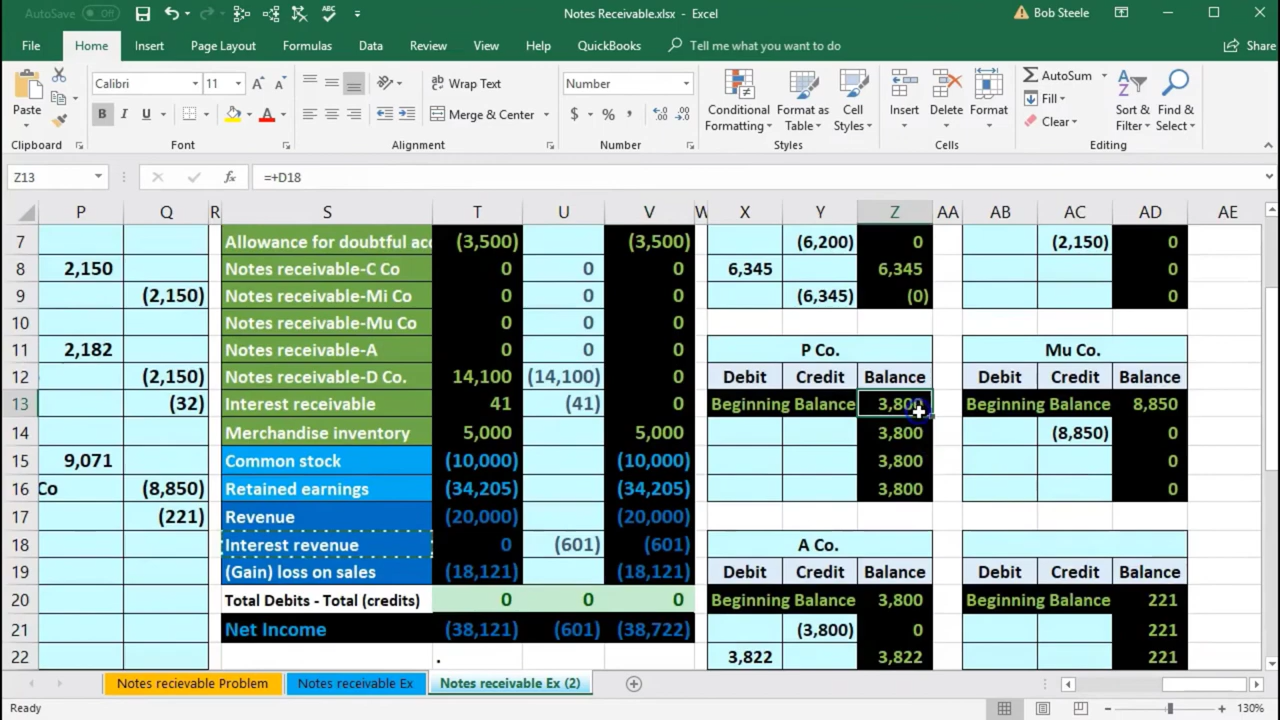 AutoSave Off Notes Receivable.xlsx - Excel Bob Steele
File Home Insert Page Layout Formulas Data Review View Help QuickBooks Tell me what you want to do Share
Paste Calibri 11 Wrap Text Number Conditional Formatting Format as Table Cell Styles Insert Delete Format AutoSum Sort & Filter Find & Select
B I U Merge & Center $ % Fill Clear
Clipboard Font Alignment Number Styles Cells Editing
Z13 fx =+D18
P Q R S T U V W X Y Z AA AB AC AD AE
7 Allowance for doubtful acc (3,500) (3,500) (6,200) 0 (2,150) 0
8 2,150 Notes receivable-C Co 0 0 0 6,345 6,345 0
9 (2,150) Notes receivable-Mi Co 0 0 0 (6,345) (0) 0
10 Notes receivable-Mu Co 0 0 0
11 2,182 Notes receivable-A 0 0 0 P Co. Mu Co.
12 (2,150) Notes receivable-D Co. 14,100 (14,100) 0 Debit Credit Balance Debit Credit Balance
13 (32) Interest receivable 41 (41) 0 Beginning Balance 3,800 Beginning Balance 8,850
14 Merchandise inventory 5,000 5,000 3,800 (8,850) 0
15 9,071 Common stock (10,000) (10,000) 3,800 0
16 Co (8,850) Retained earnings (34,205) (34,205) 3,800 0
17 (221) Revenue (20,000) (20,000)
18 Interest revenue 0 (601) (601) A Co.
19 (Gain) loss on sales (18,121) (18,121) Debit Credit Balance Debit Credit Balance
20 Total Debits - Total (credits) 0 0 0 Beginning Balance 3,800 Beginning Balance 221
21 Net Income (38,121) (601) (38,722) (3,800) 0 221
22 . 3,822 3,822 221
Notes recievable Problem Notes receivable Ex Notes receivable Ex (2)
Ready 130%